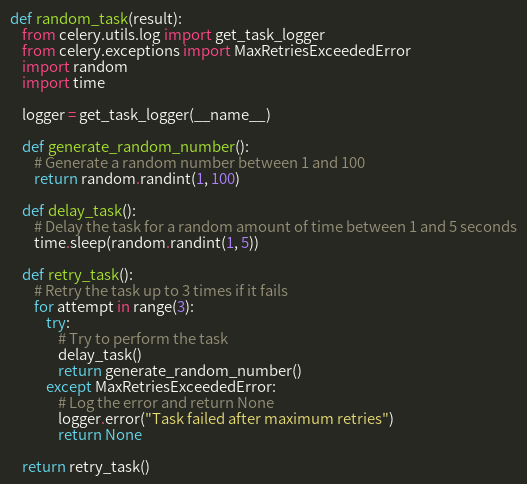 def random_task(result):
from celery.utils.log import get_task_logger
from celery.exceptions import MaxRetriesExceededError
import random
import time
logger = get_task_logger(__name__)
def generate_random_number():
# Generate a random number between 1 and 100
return random.randint(1, 100)
def delay_task():
# Delay the task for a random amount of time between 1 and 5 seconds
time.sleep(random.randint(1, 5))
def retry_task():
# Retry the task up to 3 times if it fails
for attempt in range(3):
try:
# Try to perform the task
delay_task()
return generate_random_number()
except MaxRetriesExceededError:
# Log the error and return None
logger.error("Task failed after maximum retries")
return None
return retry_task()